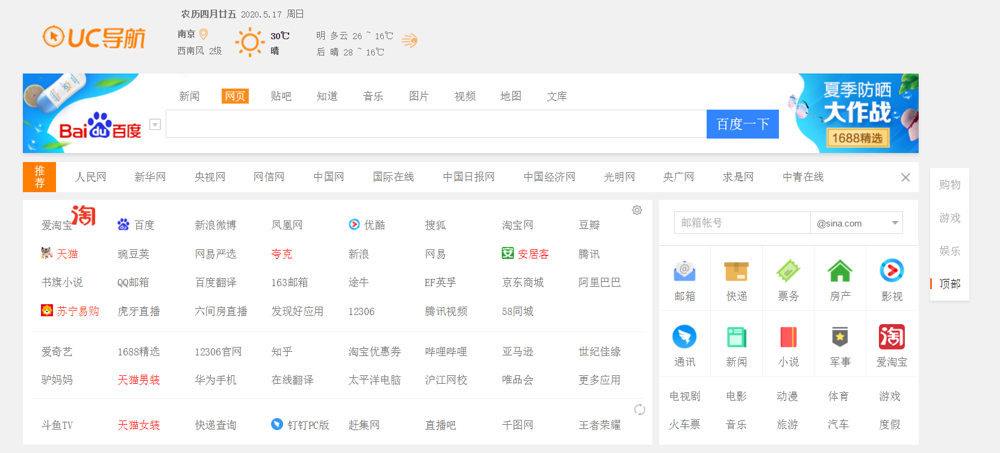 农历四月廿五 2020.5.17 周日
UC导航
南京
30℃
明 多云 26 ~ 16℃
西南风 2级
晴
后 晴 28 ~ 16℃
新闻 网页 贴吧 知道 音乐 图片 视频 地图 文库
Bai du 百度
百度一下
夏季防晒
大作战
1688精选
推荐 人民网 新华网 央视网 网信网 中国网 国际在线 中国日报网 中国经济网 光明网 央广网 求是网 中青在线
爱淘宝 淘 百度 新浪微博 凤凰网 优酷 搜狐 淘宝网 豆瓣
天猫 豌豆荚 网易严选 夸克 新浪 网易 安 安居客 腾讯
书旗小说 QQ邮箱 百度翻译 163邮箱 途牛 EF英孚 京东商城 阿里巴巴
苏宁易购 虎牙直播 六间房直播 发现好应用 12306 腾讯视频 58同城
爱奇艺 1688精选 12306官网 知乎 淘宝优惠券 哔哩哔哩 亚马逊 世纪佳缘
驴妈妈 天猫男装 华为手机 在线翻译 太平洋电脑 沪江网校 唯品会 更多应用
斗鱼TV 天猫女装 快递查询 钉钉PC版 赶集网 直播吧 千图网 王者荣耀
邮箱帐号 @sina.com
邮箱 快递 票务 房产 影视
淘
通讯 新闻 小说 军事 爱淘宝
电视剧 电影 动漫 体育 游戏
火车票 音乐 旅游 汽车 度假
购物
游戏
娱乐
顶部